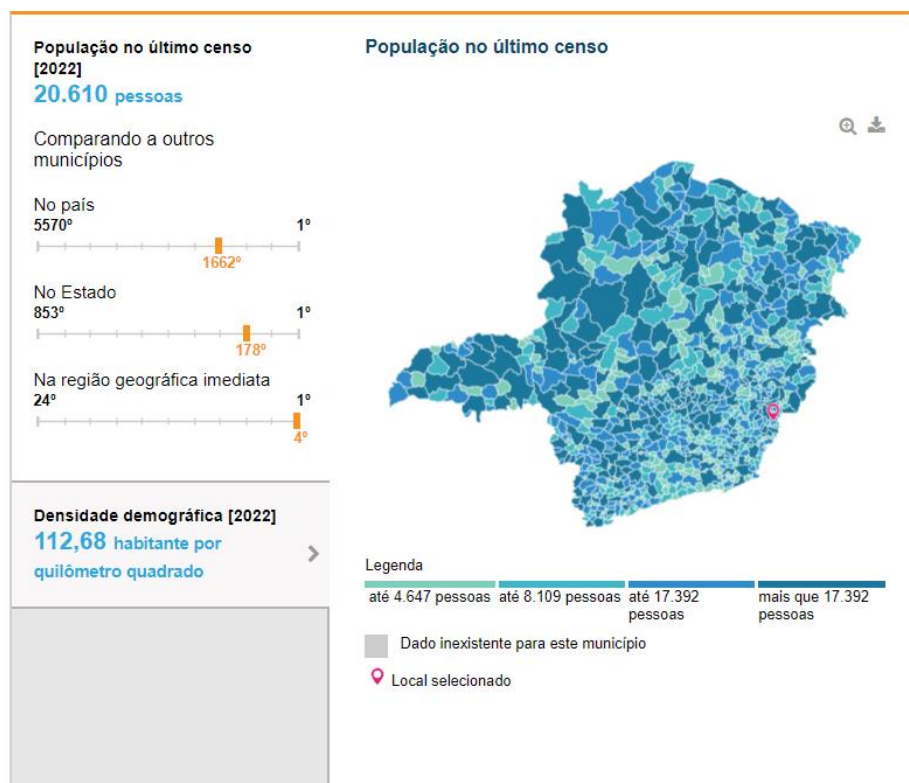 População no último censo
[2022]
20.610 pessoas
Comparando a outros
municípios
No país
5570º 1º
1662º
No Estado
853º 1º
178º
Na região geográfica imediata
24º 1º
4º
Densidade demográfica [2022]
112,68 habitante por
quilômetro quadrado
População no último censo
Legenda
até 4.647 pessoas até 8.109 pessoas até 17.392 mais que 17.392
pessoas pessoas
Dado inexistente para este município
Local selecionado